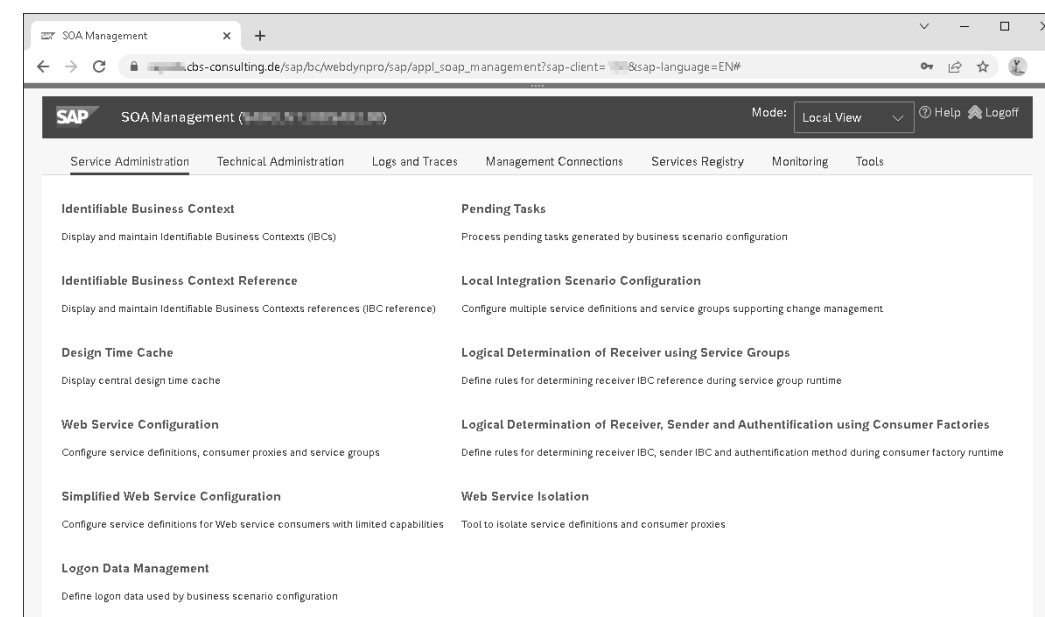 SOA Management
cbs-consulting.de/sap/bc/webdynpro/sap/appl_soap_management?sap-client= &sap-language=EN#
SAP SOA Management ( ) Mode: Local View Help Logoff
Service Administration Technical Administration Logs and Traces Management Connections Services Registry Monitoring Tools
Identifiable Business Context
Display and maintain Identifiable Business Contexts (IBCs)
Identifiable Business Context Reference
Display and maintain Identifiable Business Contexts references (IBC reference)
Design Time Cache
Display central design time cache
Web Service Configuration
Configure service definitions, consumer proxies and service groups
Simplified Web Service Configuration
Configure service definitions for Web service consumers with limited capabilities
Logon Data Management
Define logon data used by business scenario configuration
Pending Tasks
Process pending tasks generated by business scenario configuration
Local Integration Scenario Configuration
Configure multiple service definitions and service groups supporting change management
Logical Determination of Receiver using Service Groups
Define rules for determining receiver IBC reference during service group runtime
Logical Determination of Receiver, Sender and Authentification using Consumer Factories
Define rules for determining receiver IBC, sender IBC and authentification method during consumer factory runtime
Web Service Isolation
Tool to isolate service definitions and consumer proxies